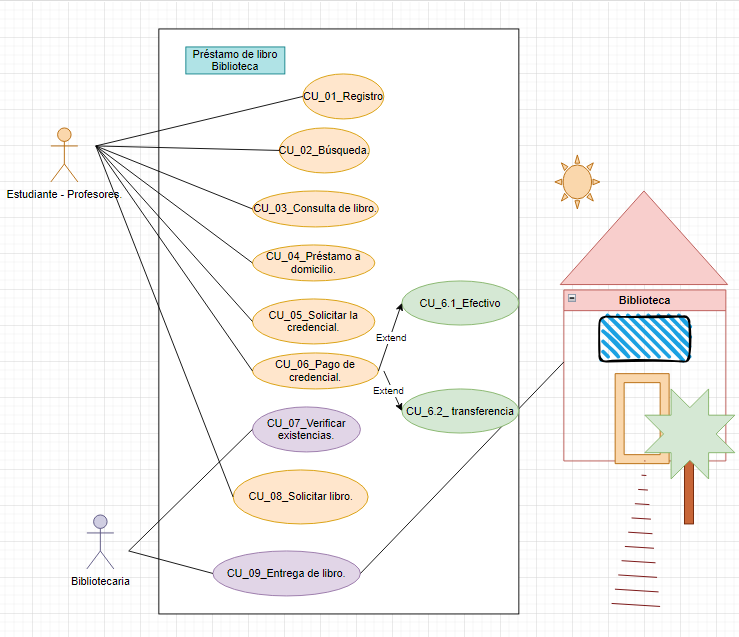 Préstamo de libro
Biblioteca
CU_01_Registro
CU_02_Búsqueda.
Estudiante - Profesores.
CU_03_Consulta de libro.
CU_04_Préstamo a
domicilio.
CU_05_Solicitar la
credencial.
CU_6.1_Efectivo
Biblioteca
Extend
CU_06_Pago de
credencial.
Extend
CU_6.2_ transferencia
CU_07_Verificar
existencias.
CU_08_Solicitar libro.
CU_09_Entrega de libro.
Bibliotecaria